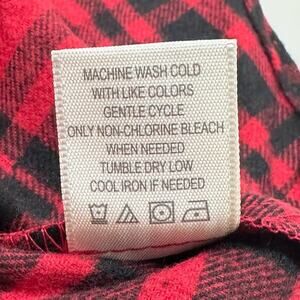 MACHINE WASH COLD
WITH LIKE COLORS
GENTLE CYCLE
ONLY NON-CHLORINE BLEACH
WHEN NEEDED
TUMBLE DRY LOW
COOL IRON IF NEEDED